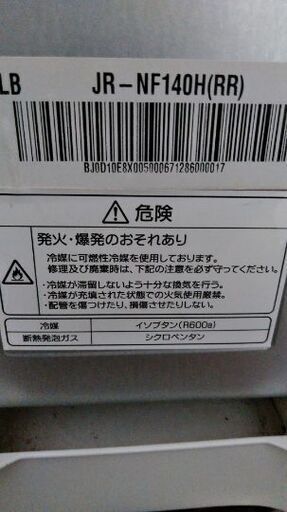 LB JR-NF140H(RR)
BJ0D10E8X005000671286000017
⚠ 危険
発火・爆発のおそれあり
冷媒に可燃性冷媒を使用しております。
修理及び廃棄時は、下記の注意を必ず守ってください。
・冷媒が滞留しないよう十分な換気を行う。
・冷媒が充填された状態での火気使用厳禁。
・配管を傷つけたり、損傷させないこと。
冷媒 イソブタン(R600a)
断熱発泡ガス シクロペンタン